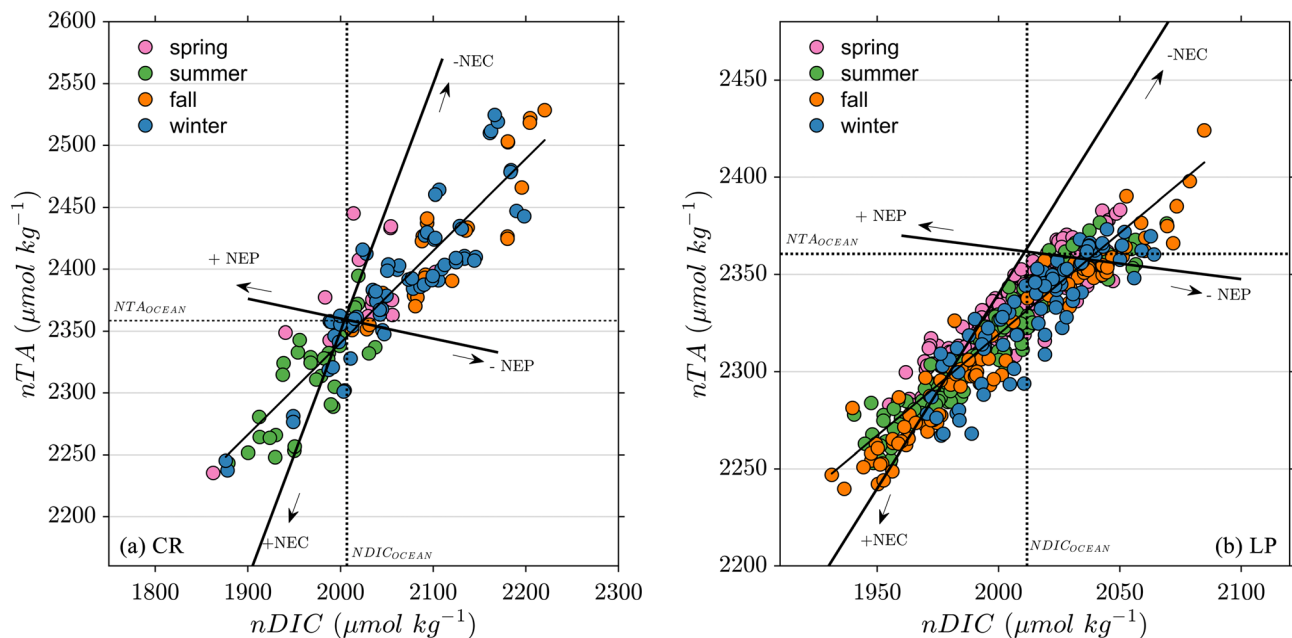 2600
2550
2500
2450
2400
2350
2300
2250
2200
nTA (µmol kg⁻¹)
spring
summer
fall
winter
-NEC
+ NEP
NTA_OCEAN
- NEP
+NEC
NDIC_OCEAN
(a) CR
1800 1900 2000 2100 2200 2300
nDIC (µmol kg⁻¹)
2450
2400
2350
2300
2250
2200
nTA (µmol kg⁻¹)
spring
summer
fall
winter
-NEC
+ NEP
NTA_OCEAN
- NEP
+NEC
NDIC_OCEAN
(b) LP
1950 2000 2050 2100
nDIC (µmol kg⁻¹)